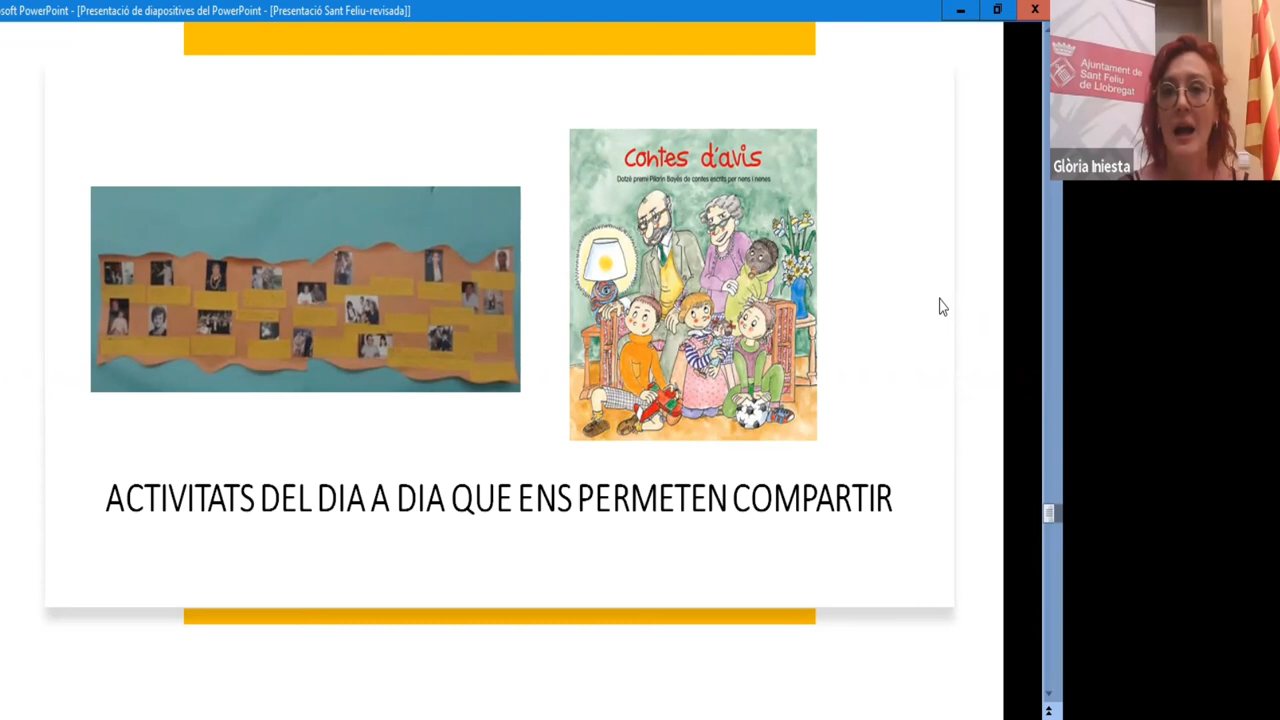 osoft PowerPoint - [Presentació de diapositives del PowerPoint - [Presentació Sant Feliu-revisada]]
Ajuntament de
Sant Feliu
de Llobregat
Glòria Iniesta
Contes d'avis
Dotzè premi Pilarín Bayés de contes escrits per nens i nenes
ACTIVITATS DEL DIA A DIA QUE ENS PERMETEN COMPARTIR